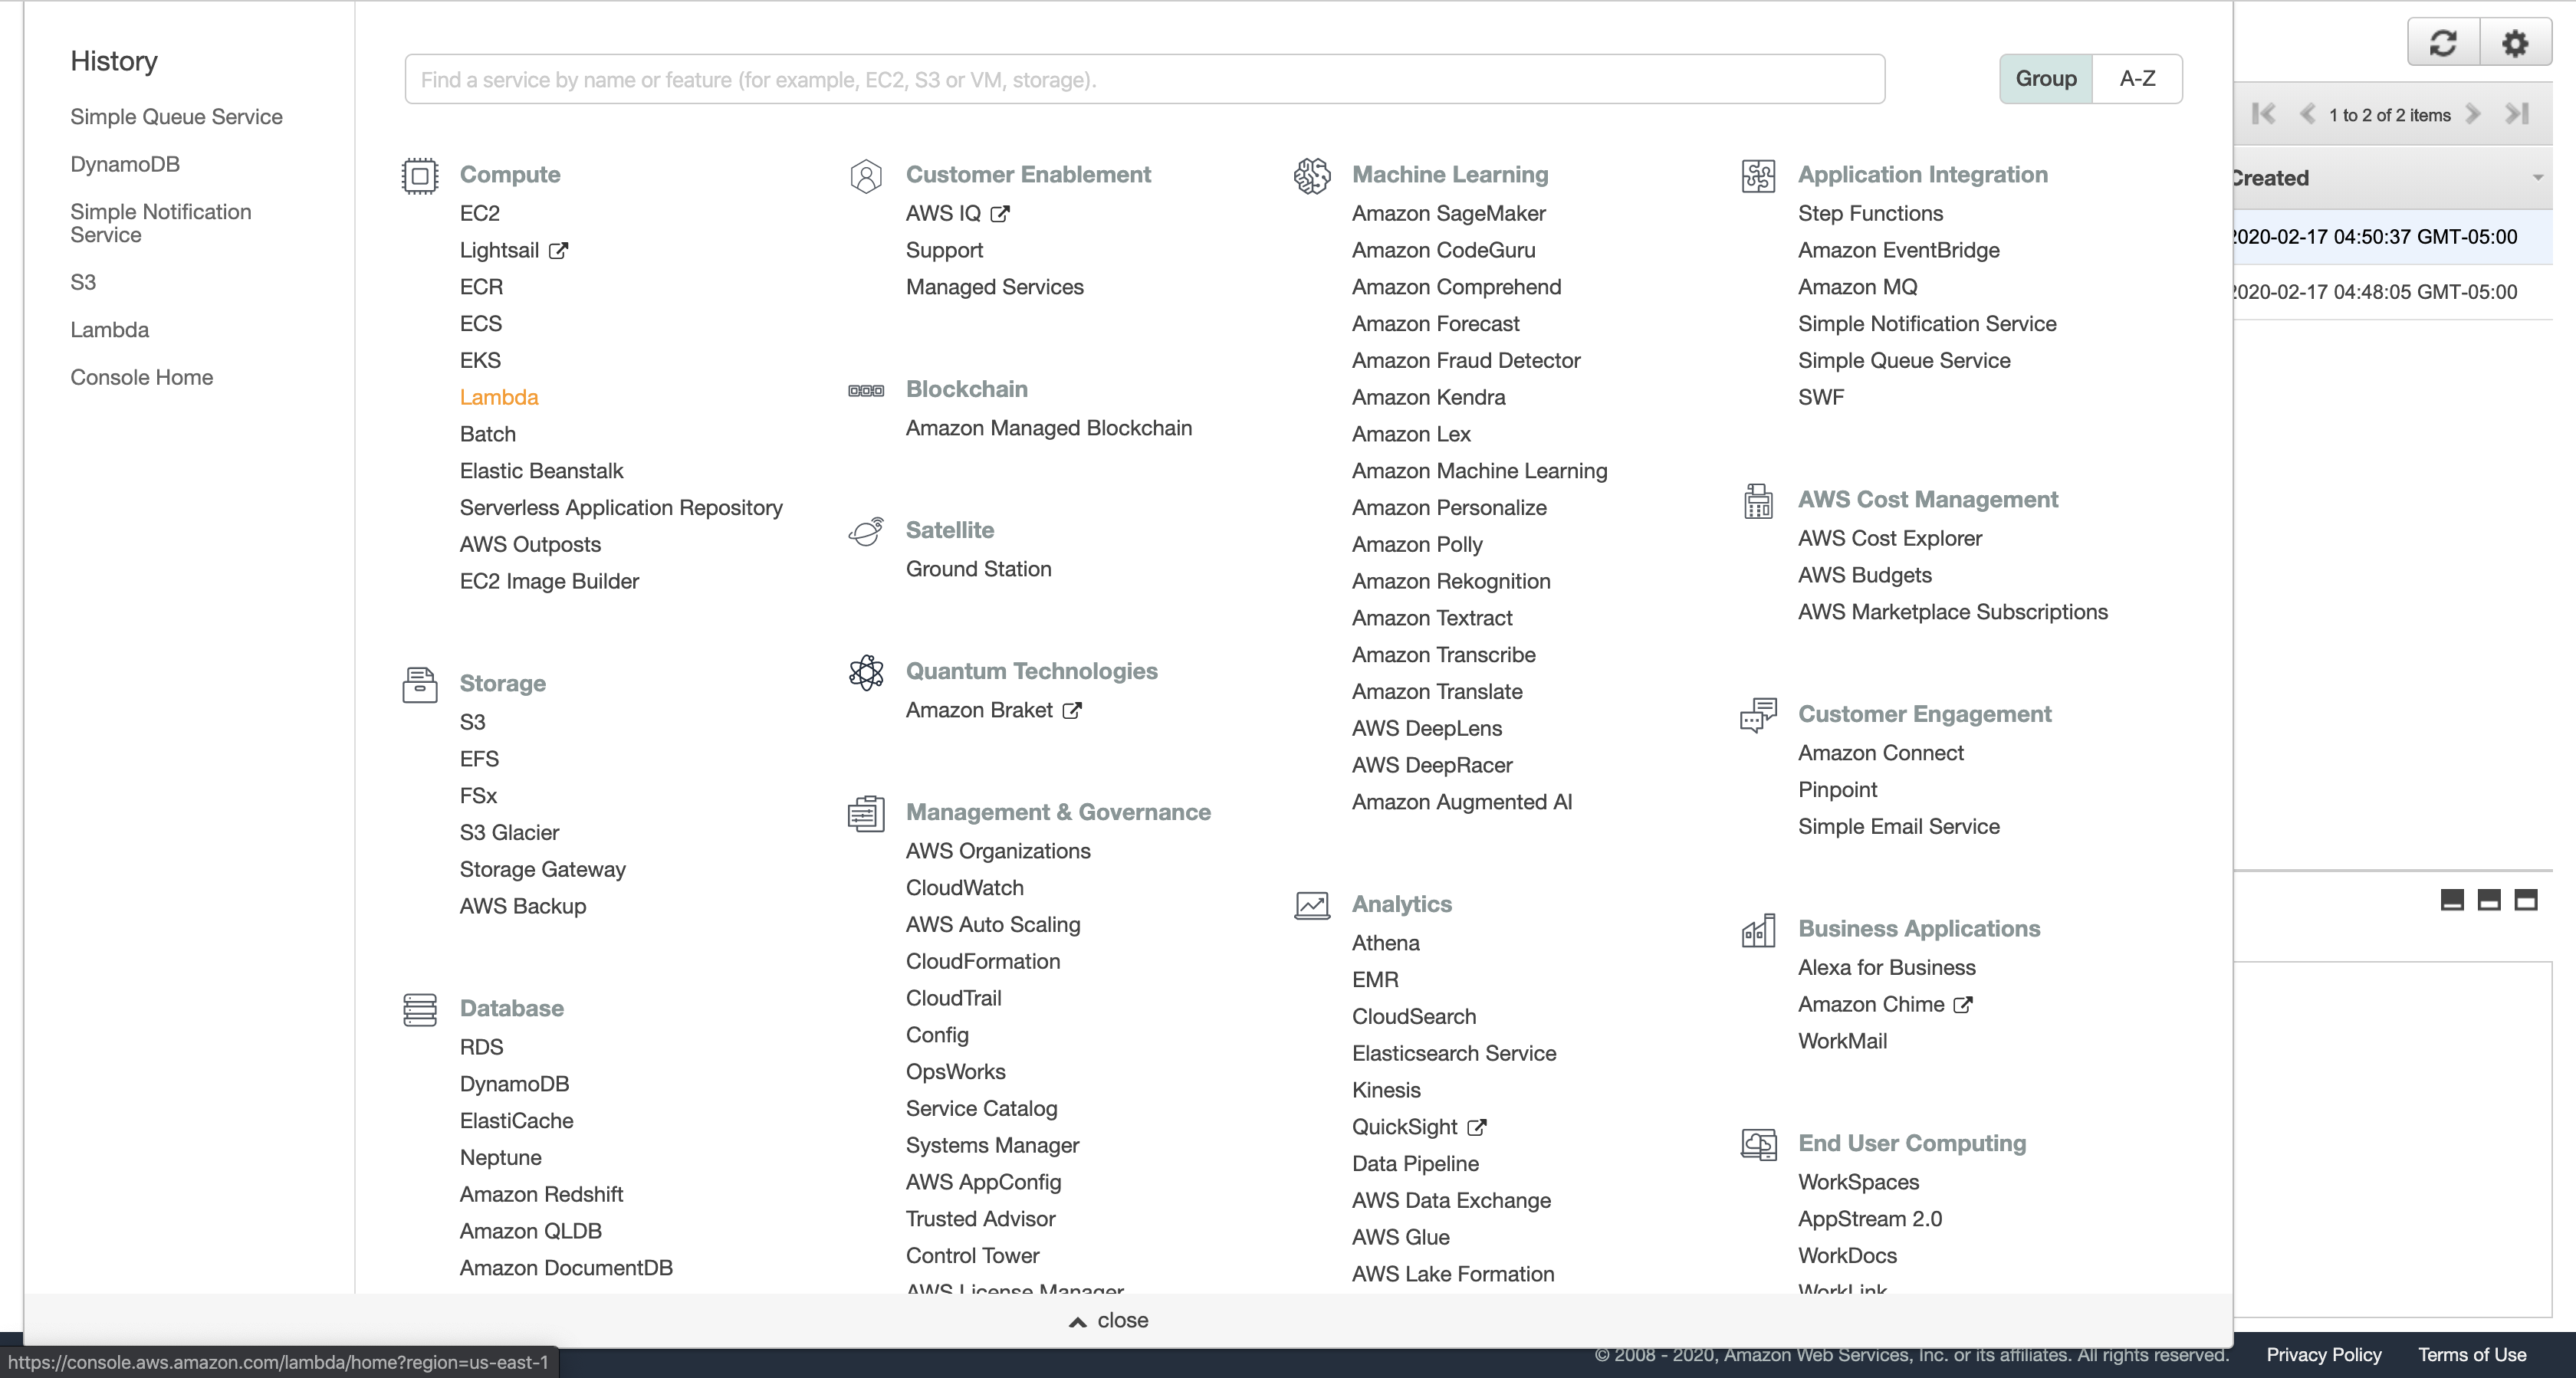 History
Simple Queue Service
DynamoDB
Simple Notification
Service
S3
Lambda
Console Home
Find a service by name or feature (for example, EC2, S3 or VM, storage).
Group
A-Z
Compute
EC2
Lightsail
ECR
ECS
EKS
Lambda
Batch
Elastic Beanstalk
Serverless Application Repository
AWS Outposts
EC2 Image Builder
Storage
S3
EFS
FSx
S3 Glacier
Storage Gateway
AWS Backup
Database
RDS
DynamoDB
ElastiCache
Neptune
Amazon Redshift
Amazon QLDB
Amazon DocumentDB
Customer Enablement
AWS IQ
Support
Managed Services
Blockchain
Amazon Managed Blockchain
Satellite
Ground Station
Quantum Technologies
Amazon Braket
Management & Governance
AWS Organizations
CloudWatch
AWS Auto Scaling
CloudFormation
CloudTrail
Config
OpsWorks
Service Catalog
Systems Manager
AWS AppConfig
Trusted Advisor
Control Tower
AWS License Manager
Machine Learning
Amazon SageMaker
Amazon CodeGuru
Amazon Comprehend
Amazon Forecast
Amazon Fraud Detector
Amazon Kendra
Amazon Lex
Amazon Machine Learning
Amazon Personalize
Amazon Polly
Amazon Rekognition
Amazon Textract
Amazon Transcribe
Amazon Translate
AWS DeepLens
AWS DeepRacer
Amazon Augmented AI
Analytics
Athena
EMR
CloudSearch
Elasticsearch Service
Kinesis
QuickSight
Data Pipeline
AWS Data Exchange
AWS Glue
AWS Lake Formation
Application Integration
Step Functions
Amazon EventBridge
Amazon MQ
Simple Notification Service
Simple Queue Service
SWF
AWS Cost Management
AWS Cost Explorer
AWS Budgets
AWS Marketplace Subscriptions
Customer Engagement
Amazon Connect
Pinpoint
Simple Email Service
Business Applications
Alexa for Business
Amazon Chime
WorkMail
End User Computing
WorkSpaces
AppStream 2.0
WorkDocs
WorkLink
1 to 2 of 2 items
Created
2020-02-17 04:50:37 GMT-05:00
2020-02-17 04:48:05 GMT-05:00
close
https://console.aws.amazon.com/lambda/home?region=us-east-1
© 2008 - 2020, Amazon Web Services, Inc. or its affiliates. All rights reserved.
Privacy Policy
Terms of Use